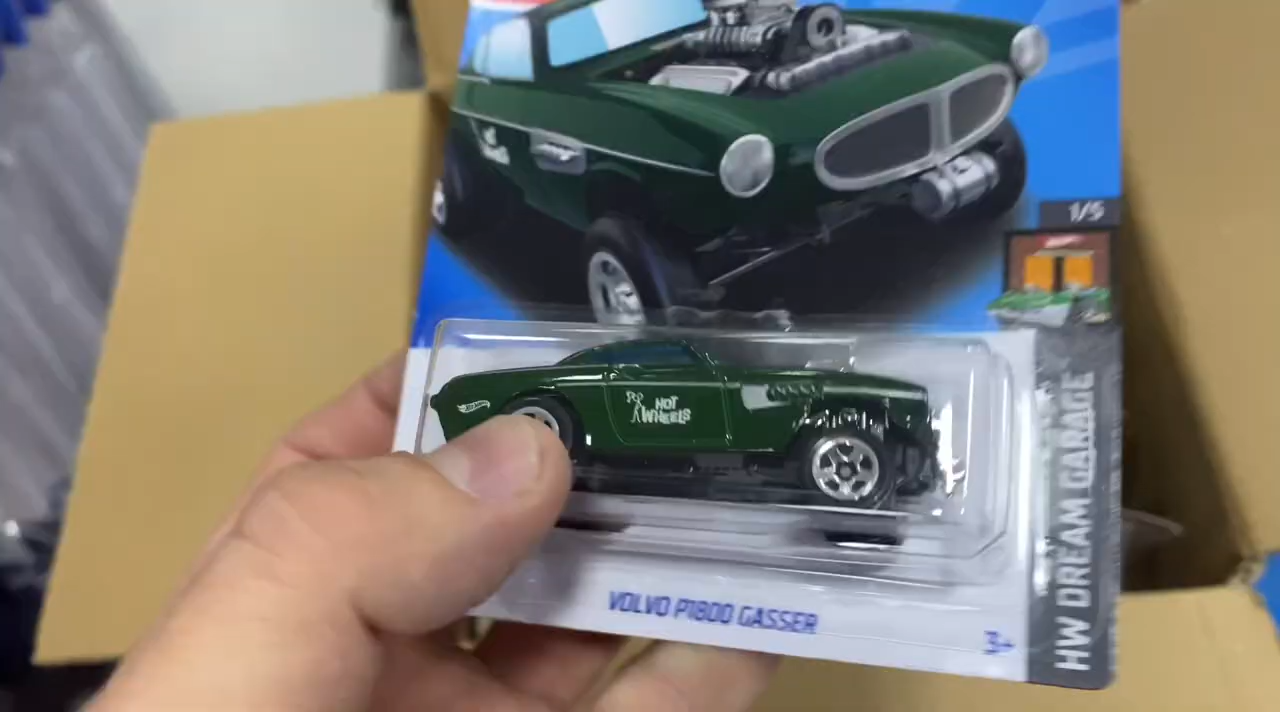 1/5
HOT
WHEELS
VOLVO P1800 GASSER
3+
HW DREAM GARAGE